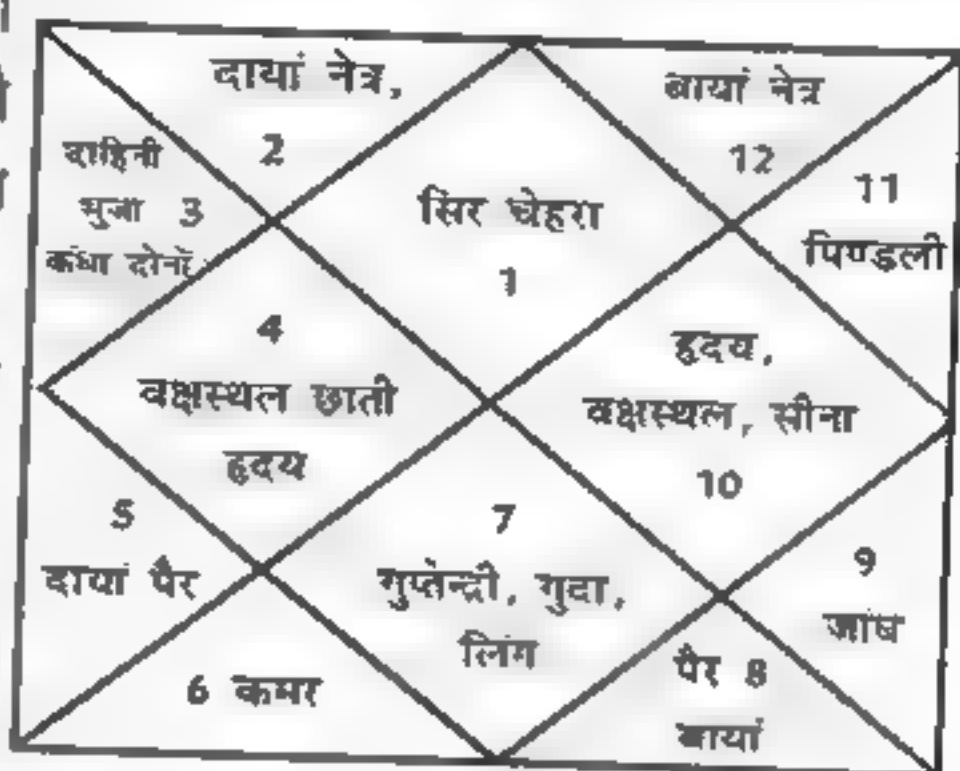 दायां नेत्र,
2
बायां नेत्र
12
दाहिनी
भुजा 3
कंधा दोनों
सिर चेहरा
1
11
पिण्डली
4
वक्षस्थल छाती
हृदय
हृदय,
वक्षस्थल, सीना
10
5
दायां पैर
7
गुप्तेन्द्री, गुदा,
लिंग
9
जांघ
6 कमर
पैर 8
बायां